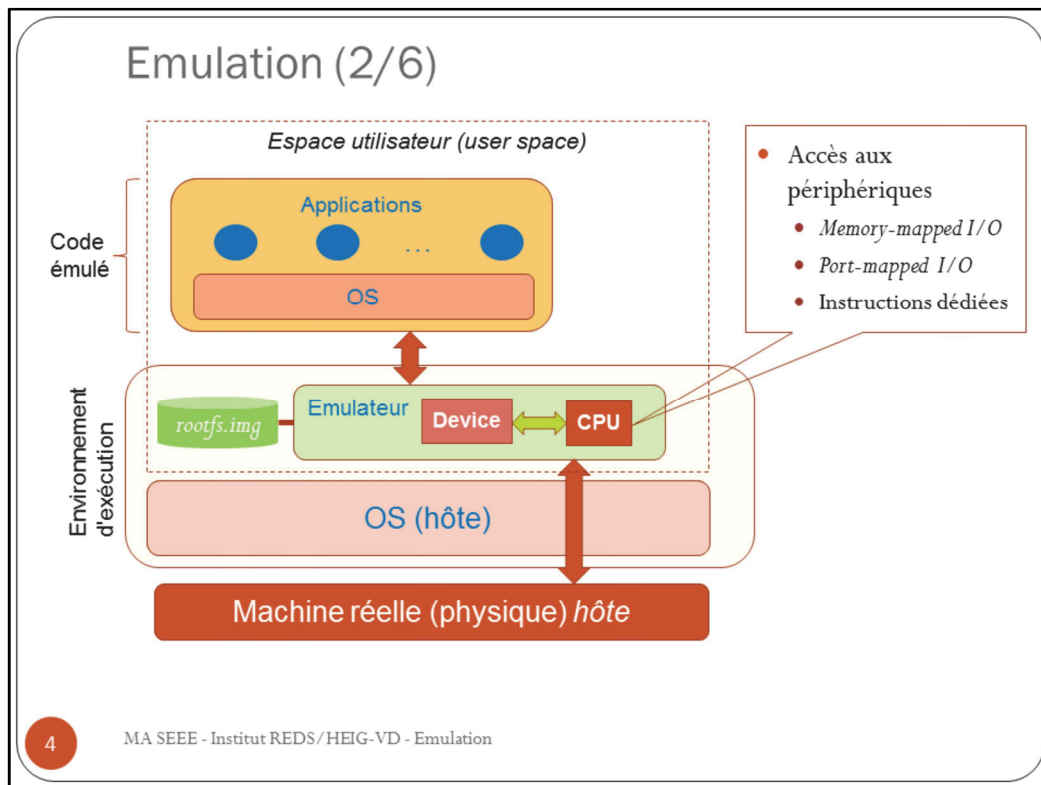 Emulation (2/6)
Espace utilisateur (user space)
Applications
...
OS
Code
émulé
Accès aux
périphériques
Memory-mapped I/O
Port-mapped I/O
Instructions dédiées
Environnement
d'exécution
rootfs.img
Emulateur
Device
CPU
OS (hôte)
Machine réelle (physique) hôte
4
MA SEEE - Institut REDS/HEIG-VD - Emulation